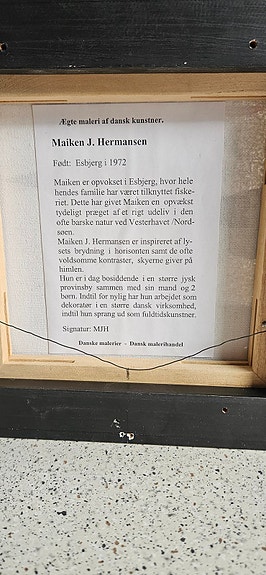 Ægte maleri af dansk kunstner.
Maiken J. Hermansen
Født: Esbjerg i 1972
Maiken er opvokset i Esbjerg, hvor hele
hendes familie har været tilknyttet fiske-
riet. Dette har givet Maiken en opvækst
tydeligt præget af et rigt udeliv i den
ofte barske natur ved Vesterhavet /Nord-
søen.
Maiken J. Hermansen er inspireret af ly-
sets brydning i horisonten samt de ofte
voldsomme kontraster, skyerne giver på
himlen.
Hun er i dag bosiddende i en større jysk
provinsby sammen med sin mand og 2
børn. Indtil for nylig har hun arbejdet som
dekoratør i en større dansk virksomhed,
indtil hun sprang ud som fuldtidskunstner.
Signatur: MJH
Danske malerier - Dansk malerihandel